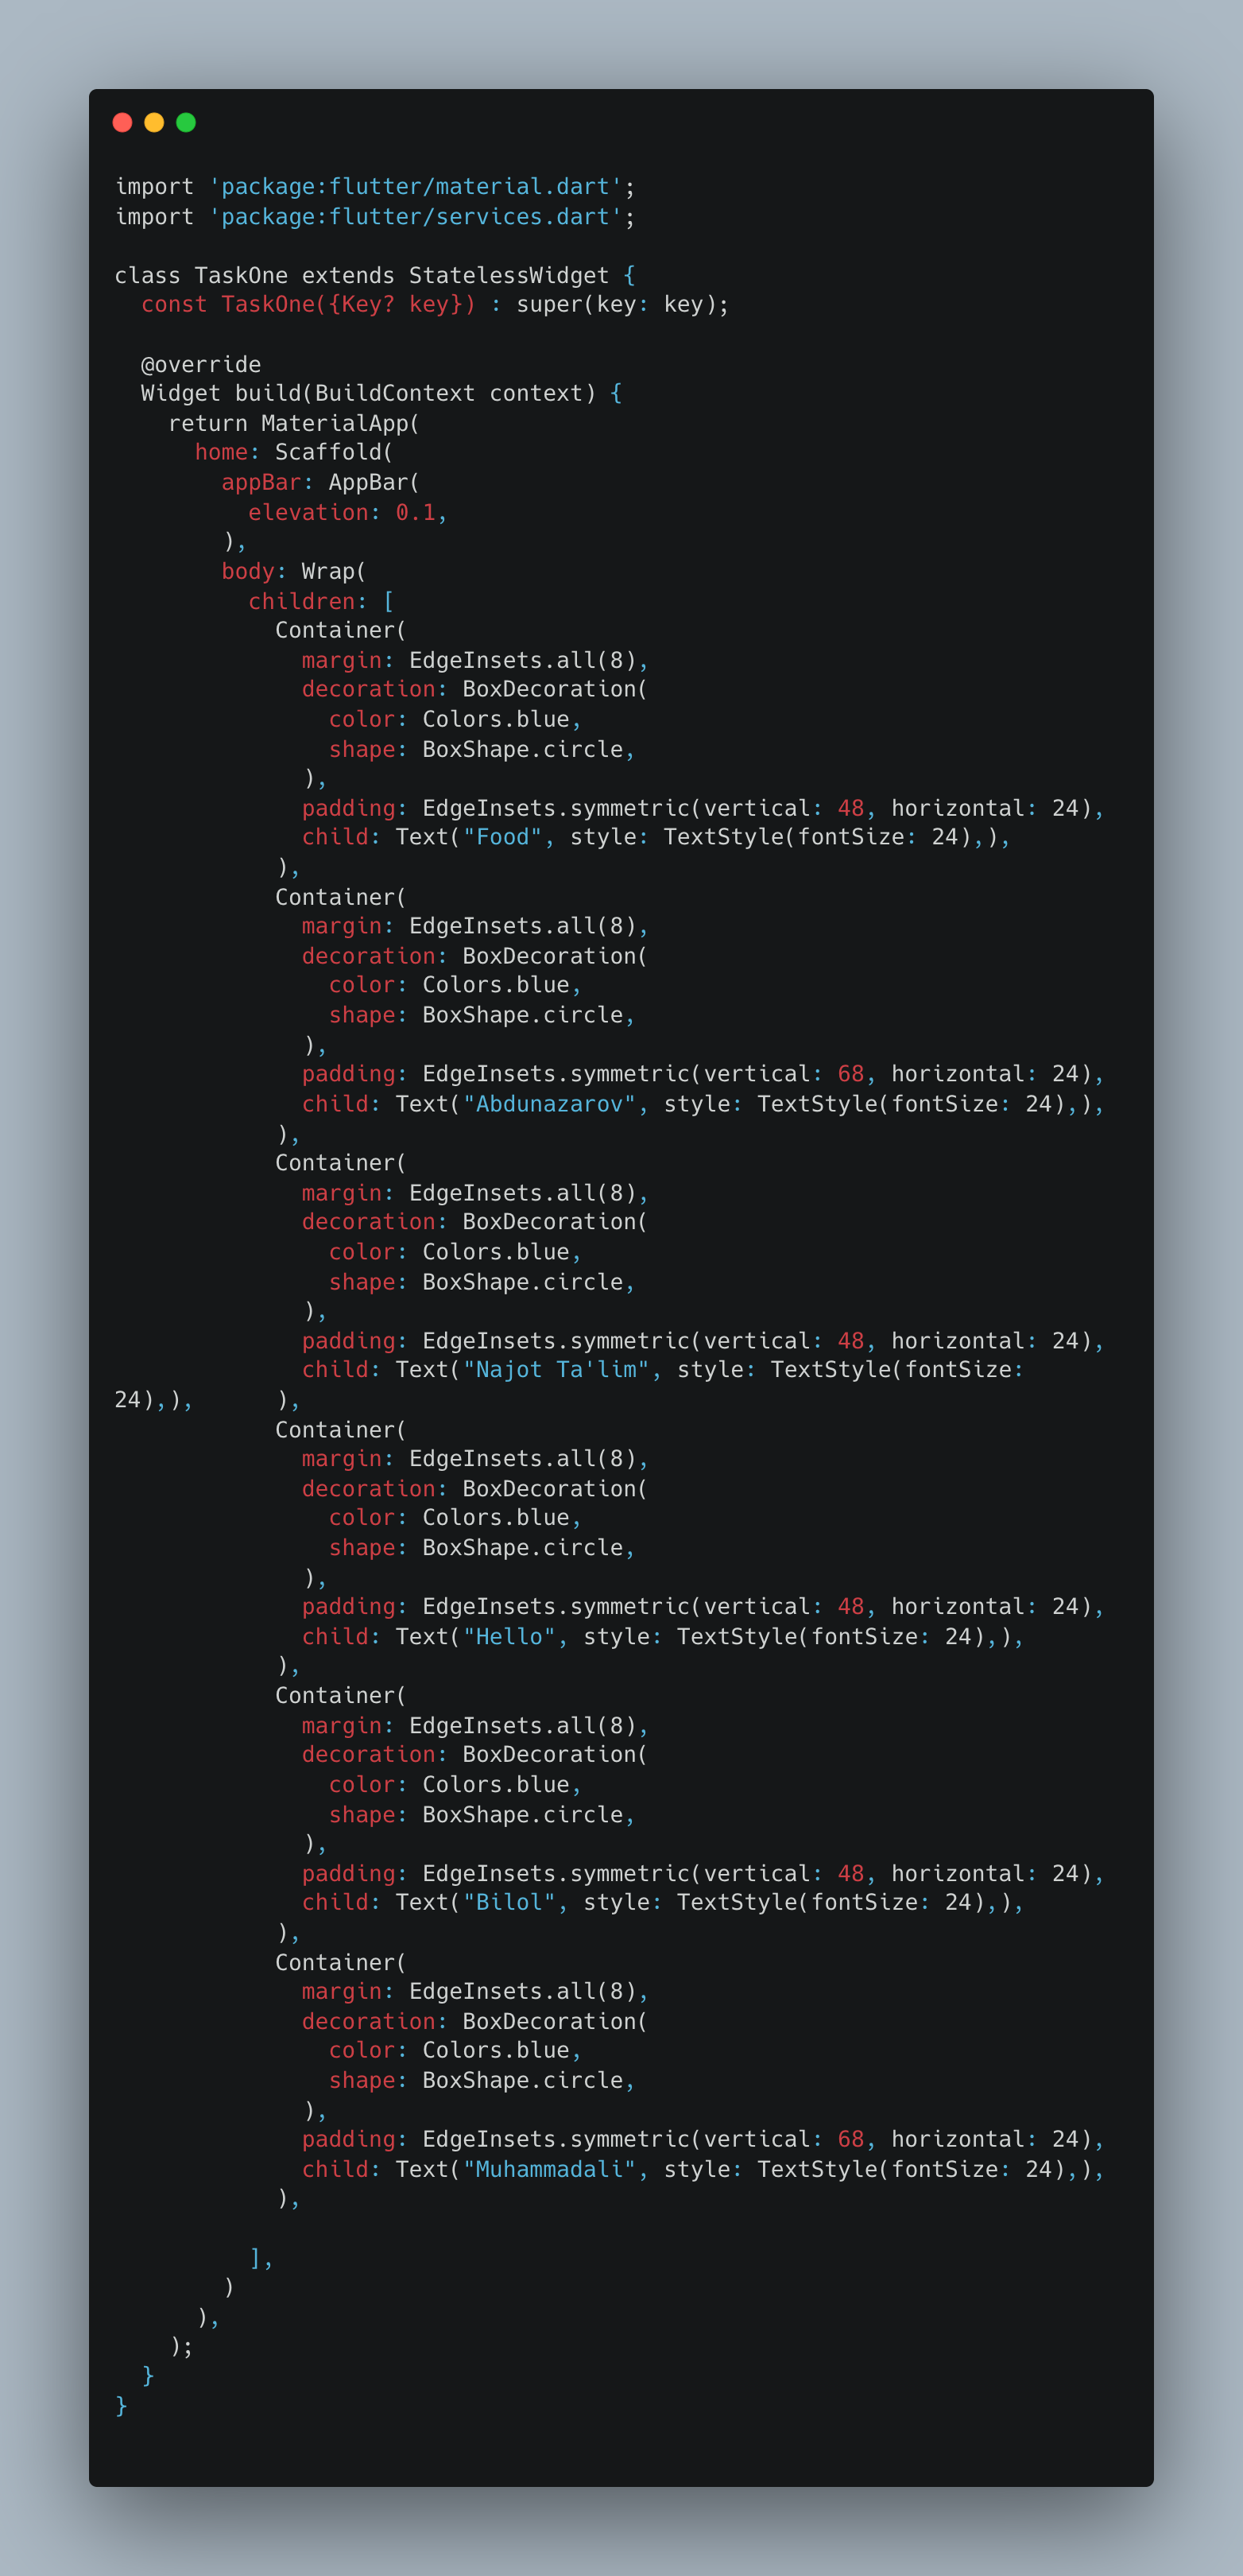 import 'package:flutter/material.dart';
import 'package:flutter/services.dart';

class TaskOne extends StatelessWidget {
  const TaskOne({Key? key}) : super(key: key);

  @override
  Widget build(BuildContext context) {
    return MaterialApp(
      home: Scaffold(
        appBar: AppBar(
          elevation: 0.1,
        ),
        body: Wrap(
          children: [
            Container(
              margin: EdgeInsets.all(8),
              decoration: BoxDecoration(
                color: Colors.blue,
                shape: BoxShape.circle,
              ),
              padding: EdgeInsets.symmetric(vertical: 48, horizontal: 24),
              child: Text("Food", style: TextStyle(fontSize: 24),),
            ),
            Container(
              margin: EdgeInsets.all(8),
              decoration: BoxDecoration(
                color: Colors.blue,
                shape: BoxShape.circle,
              ),
              padding: EdgeInsets.symmetric(vertical: 68, horizontal: 24),
              child: Text("Abdunazarov", style: TextStyle(fontSize: 24),),
            ),
            Container(
              margin: EdgeInsets.all(8),
              decoration: BoxDecoration(
                color: Colors.blue,
                shape: BoxShape.circle,
              ),
              padding: EdgeInsets.symmetric(vertical: 48, horizontal: 24),
              child: Text("Najot Ta'lim", style: TextStyle(fontSize:
24),),      ),
            Container(
              margin: EdgeInsets.all(8),
              decoration: BoxDecoration(
                color: Colors.blue,
                shape: BoxShape.circle,
              ),
              padding: EdgeInsets.symmetric(vertical: 48, horizontal: 24),
              child: Text("Hello", style: TextStyle(fontSize: 24),),
            ),
            Container(
              margin: EdgeInsets.all(8),
              decoration: BoxDecoration(
                color: Colors.blue,
                shape: BoxShape.circle,
              ),
              padding: EdgeInsets.symmetric(vertical: 48, horizontal: 24),
              child: Text("Bilol", style: TextStyle(fontSize: 24),),
            ),
            Container(
              margin: EdgeInsets.all(8),
              decoration: BoxDecoration(
                color: Colors.blue,
                shape: BoxShape.circle,
              ),
              padding: EdgeInsets.symmetric(vertical: 68, horizontal: 24),
              child: Text("Muhammadali", style: TextStyle(fontSize: 24),),
            ),

          ],
        )
      ),
    );
  }
}